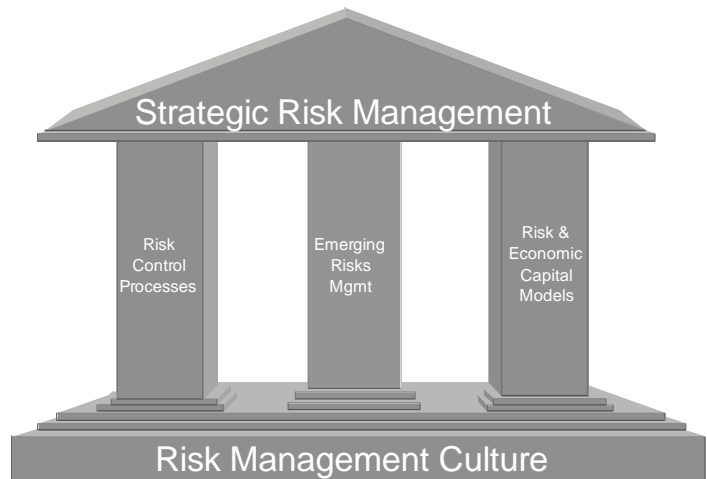 Strategic Risk Management
Risk
Control
Processes
Emerging
Risks
Mgmt
Risk &
Economic
Capital
Models
Risk Management Culture